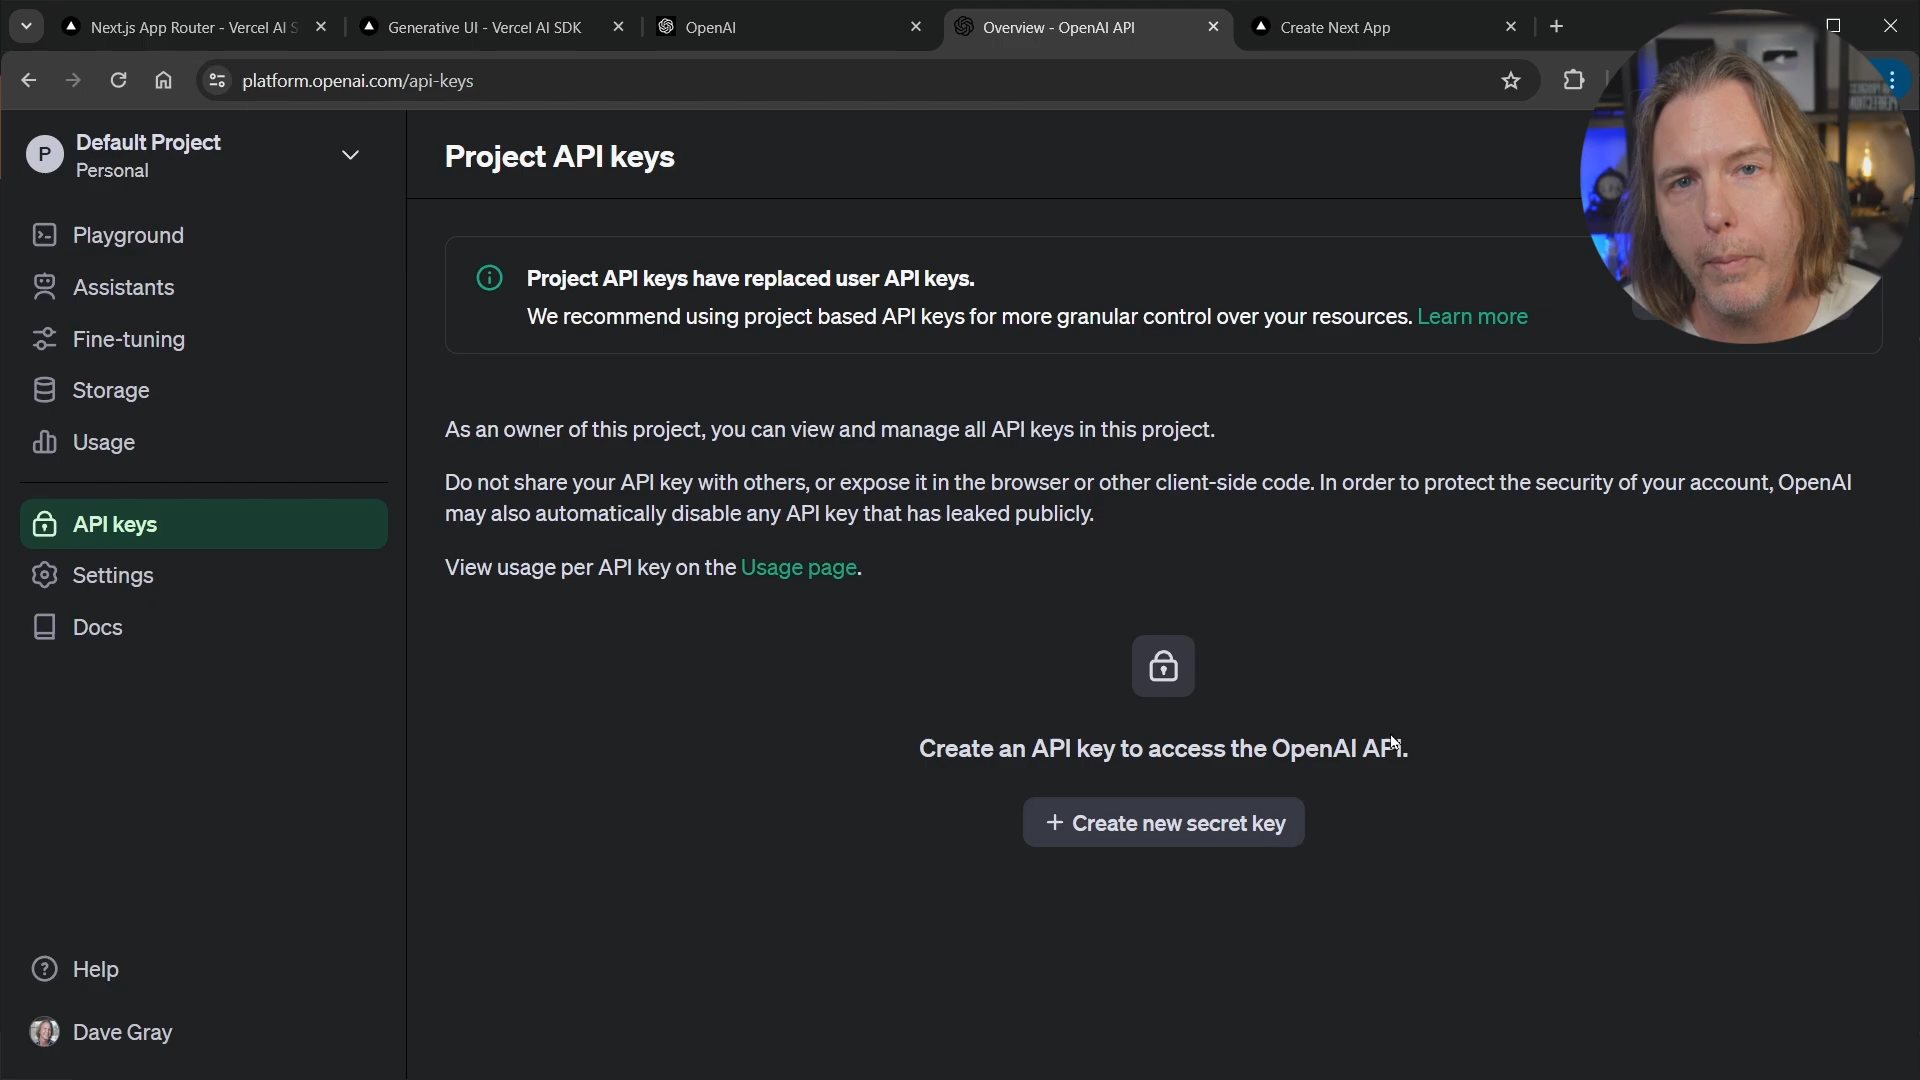 Next.js App Router - Vercel AI S
Generative UI - Vercel AI SDK
OpenAI
Overview - OpenAI API
Create Next App
platform.openai.com/api-keys
P
Default Project
Personal
Playground
Assistants
Fine-tuning
Storage
Usage
API keys
Settings
Docs
Help
Dave Gray
Project API keys
Project API keys have replaced user API keys.
We recommend using project based API keys for more granular control over your resources. Learn more
As an owner of this project, you can view and manage all API keys in this project.
Do not share your API key with others, or expose it in the browser or other client-side code. In order to protect the security of your account, OpenAI
may also automatically disable any API key that has leaked publicly.
View usage per API key on the Usage page.
Create an API key to access the OpenAI API.
+ Create new secret key